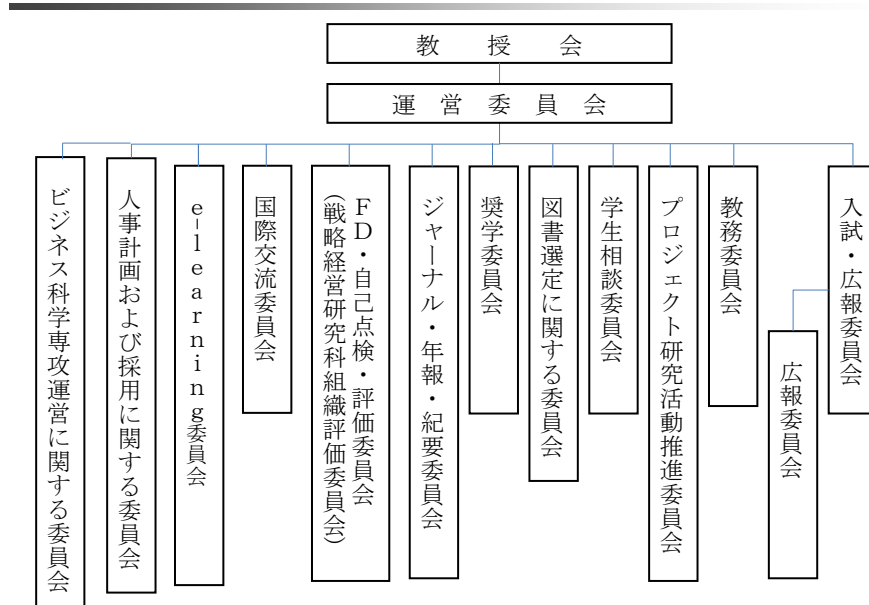 教授会
運営委員会
入試・広報委員会
広報委員会
教務委員会
プロジェクト研究活動推進委員会
学生相談委員会
図書選定に関する委員会
奨学委員会
ジャーナル・年報・紀要委員会
FD・自己点検・評価委員会
(戦略経営研究科組織評価委員会)
国際交流委員会
e-learning委員会
人事計画および採用に関する委員会
ビジネス科学専攻運営に関する委員会